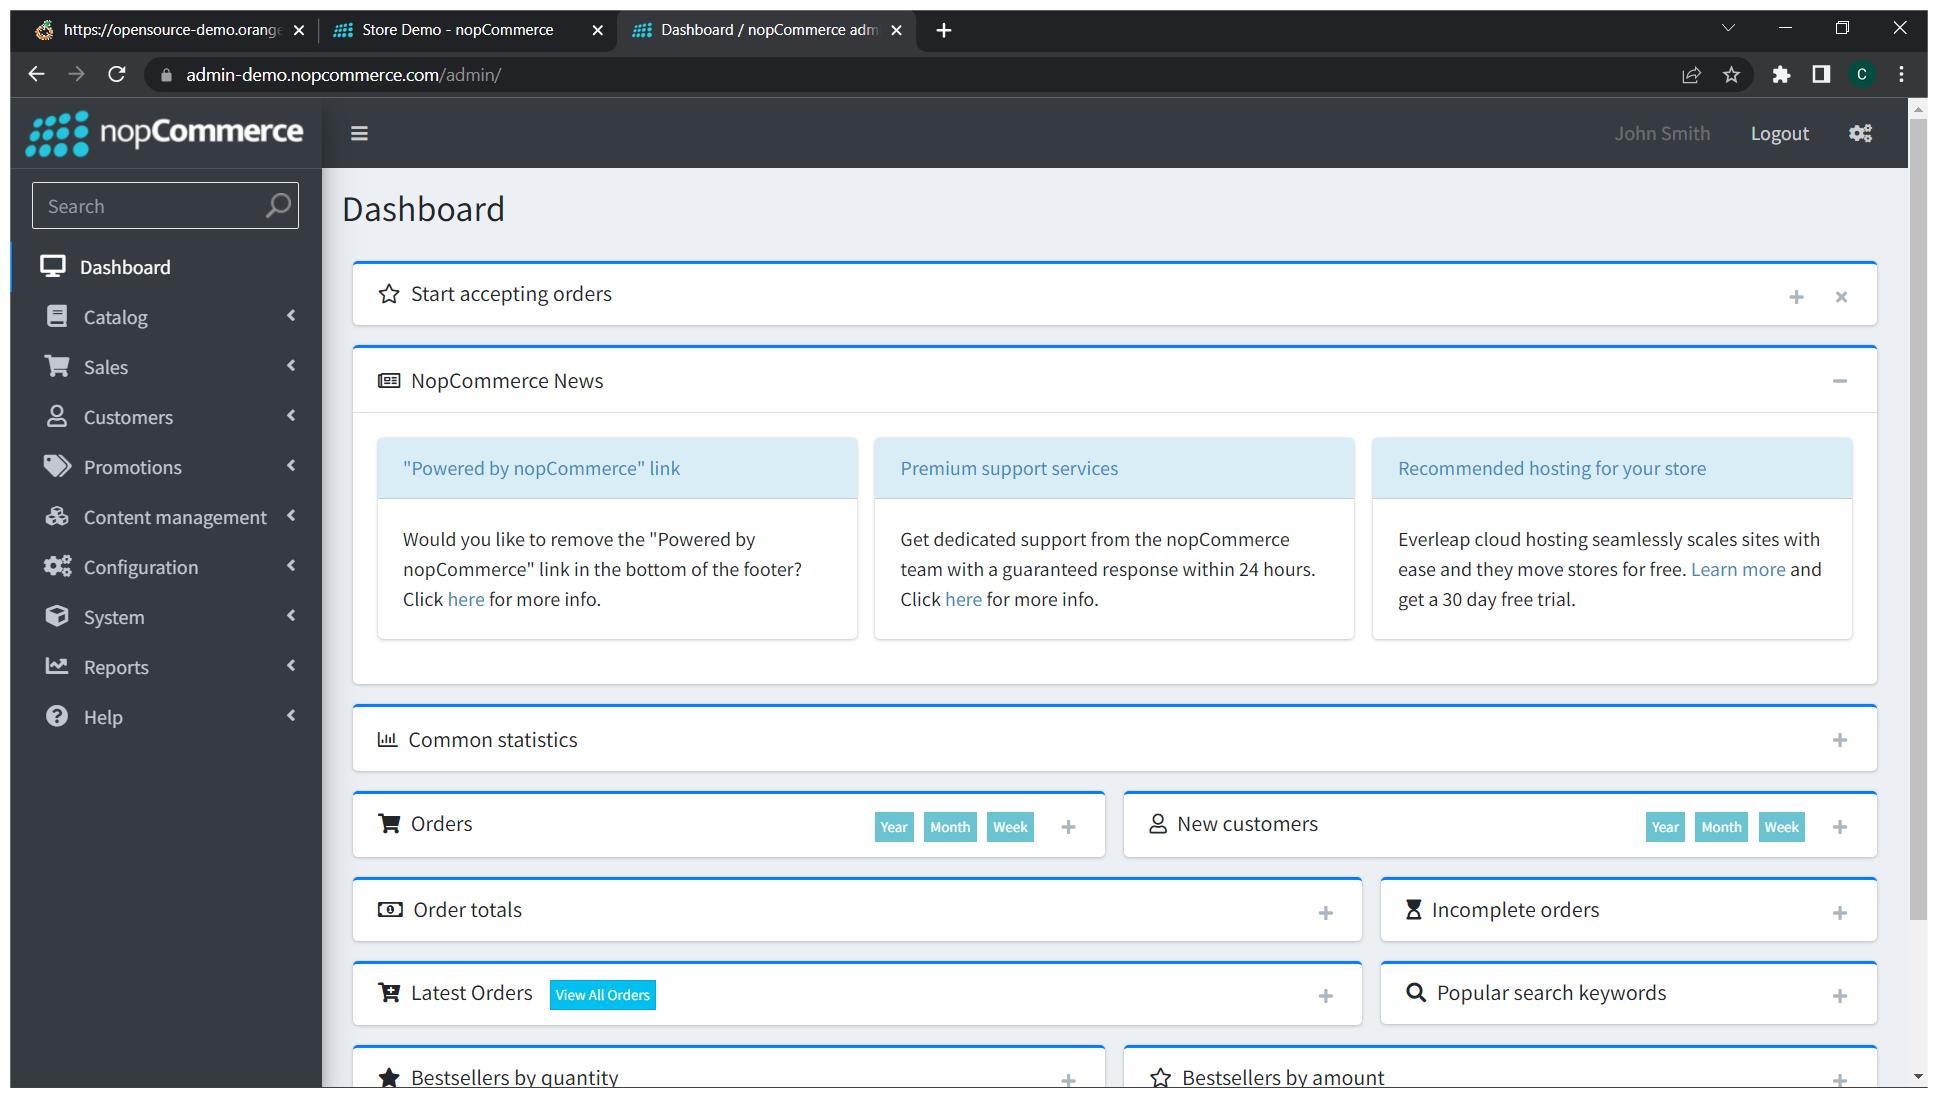 https://opensource-demo.orange
Store Demo - nopCommerce
Dashboard / nopCommerce adm
admin-demo.nopcommerce.com/admin/
C
nopCommerce
John Smith
Logout
Search
Dashboard
Catalog
Sales
Customers
Promotions
Content management
Configuration
System
Reports
Help
Dashboard
Start accepting orders
NopCommerce News
"Powered by nopCommerce" link
Would you like to remove the "Powered by
nopCommerce" link in the bottom of the footer?
Click here for more info.
Premium support services
Get dedicated support from the nopCommerce
team with a guaranteed response within 24 hours.
Click here for more info.
Recommended hosting for your store
Everleap cloud hosting seamlessly scales sites with
ease and they move stores for free. Learn more and
get a 30 day free trial.
Common statistics
Orders
Year Month Week
New customers
Year Month Week
Order totals
Incomplete orders
Latest Orders
View All Orders
Popular search keywords
Bestsellers by quantity
Bestsellers by amount